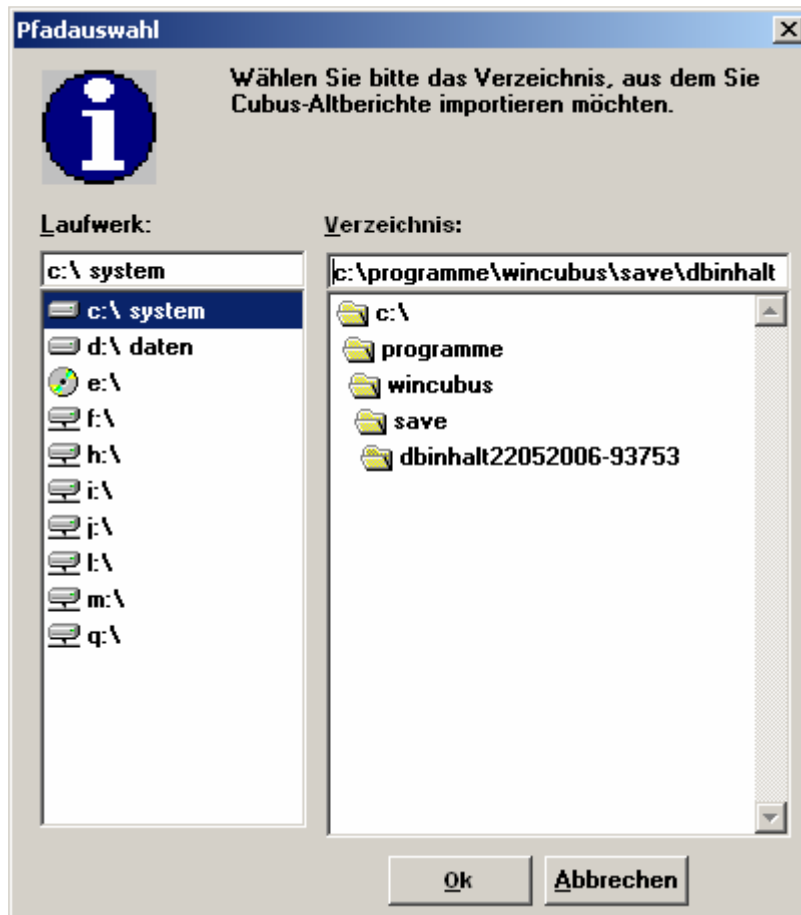 Pfadauswahl
Wählen Sie bitte das Verzeichnis, aus dem Sie
Cubus-Altberichte importieren möchten.
Laufwerk:
c:\ system
c:\ system
d:\ daten
e:\
f:\
h:\
i:\
j:\
l:\
m:\
q:\
Verzeichnis:
c:\programme\wincubus\save\dbinhalt
c:\
programme
wincubus
save
dbinhalt22052006-93753
Ok
Abbrechen